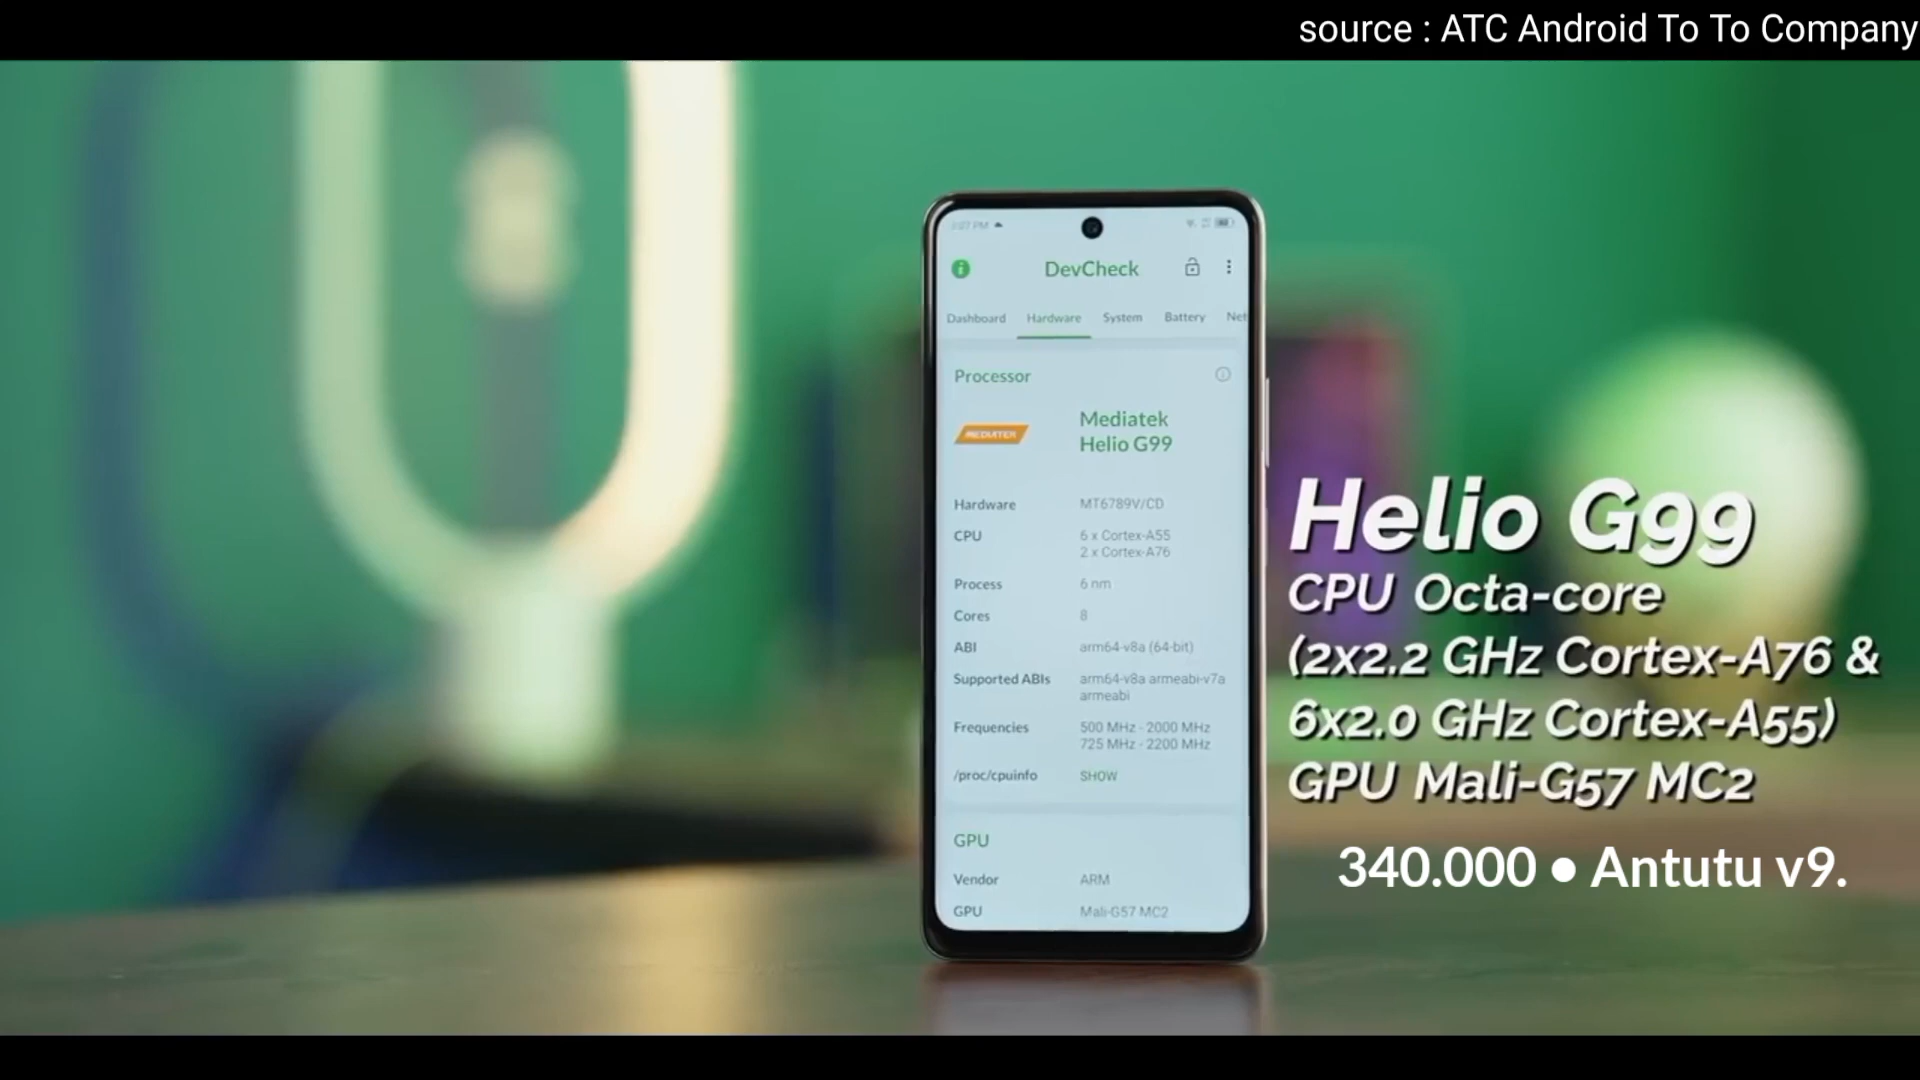 source : ATC Android To To Company
DevCheck
Dashboard Hardware System Battery Net
Processor
MEDIATEK
Mediatek
Helio G99
Hardware MT6789V/CD
CPU 6 x Cortex-A55
2 x Cortex-A76
Process 6 nm
Cores 8
ABI arm64-v8a (64-bit)
Supported ABIs arm64-v8a armeabi-v7a
armeabi
Frequencies 500 MHz - 2000 MHz
725 MHz - 2200 MHz
/proc/cpuinfo SHOW
GPU
Vendor ARM
GPU Mali-G57 MC2
Helio G99
CPU Octa-core
(2x2.2 GHz Cortex-A76 &
6x2.0 GHz Cortex-A55)
GPU Mali-G57 MC2
340.000 ● Antutu v9.